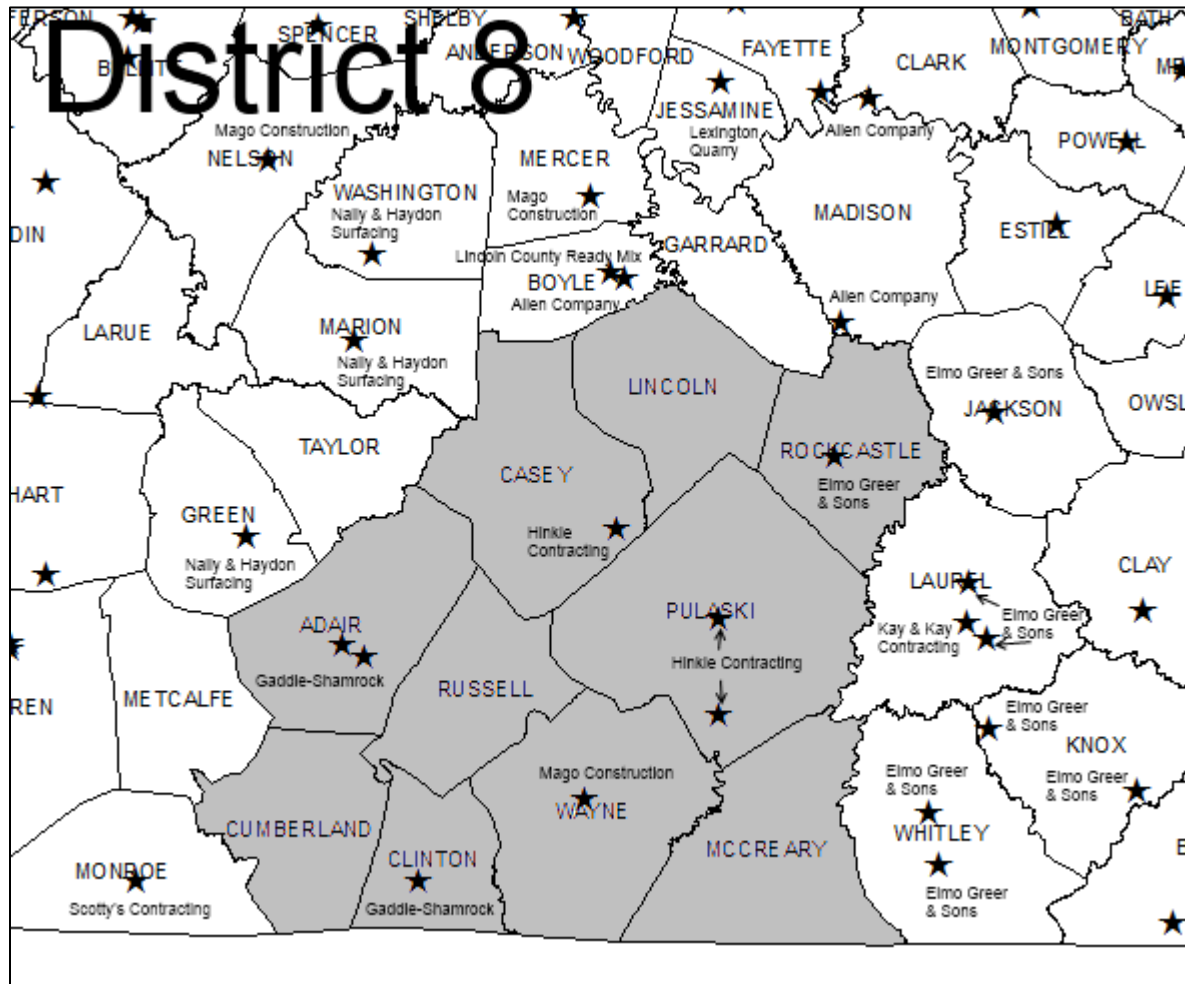 District 8
SHELBY
SPENCER
ANDERSON
WOODFORD
FAYETTE
CLARK
MONTGOMERY
BATH
JESSAMINE
Lexington
Quarry
Allen Company
POWELL
Mago Construction
NELSON
MERCER
Mago
Construction
WASHINGTON
Nally & Haydon
Surfacing
MADISON
ESTILL
DIN
GARRARD
Lincoln County Ready Mix
BOYLE
Allen Company
Allen Company
LEE
LARUE
MARION
Nally & Haydon
Surfacing
LINCOLN
Elmo Greer & Sons
JACKSON
OWSL
TAYLOR
CASEY
ROCKCASTLE
Elmo Greer
& Sons
HART
GREEN
Nally & Haydon
Surfacing
Hinkle
Contracting
LAUREL
CLAY
Elmo Greer
& Sons
Kay & Kay
Contracting
ADAIR
Gaddie-Shamrock
PULASKI
Hinkle Contracting
RUSSELL
METCALFE
REN
Elmo Greer
& Sons
KNOX
Elmo Greer
& Sons
Mago Construction
WAYNE
Elmo Greer
& Sons
WHITLEY
Elmo Greer
& Sons
CUMBERLAND
MCCREARY
CLINTON
Gaddie-Shamrock
MONROE
Scotty's Contracting